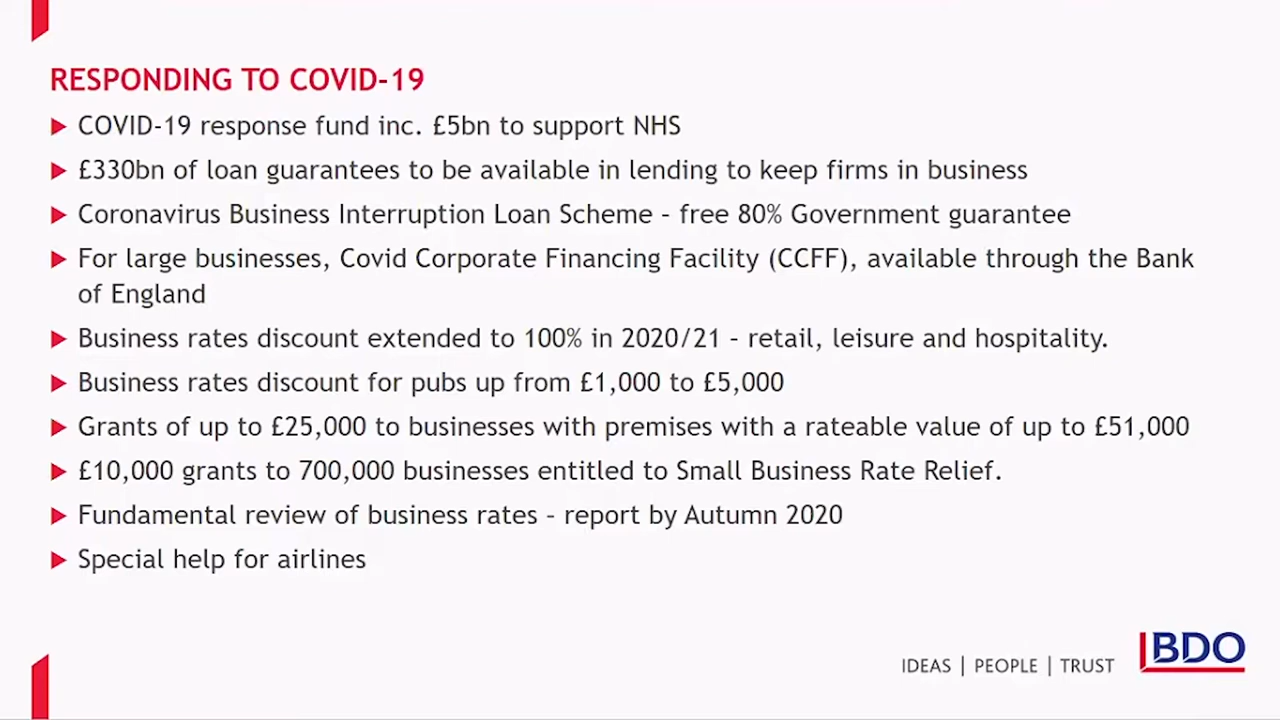 RESPONDING TO COVID-19
► COVID-19 response fund inc. £5bn to support NHS
► £330bn of loan guarantees to be available in lending to keep firms in business
► Coronavirus Business Interruption Loan Scheme – free 80% Government guarantee
► For large businesses, Covid Corporate Financing Facility (CCFF), available through the Bank
of England
► Business rates discount extended to 100% in 2020/21 – retail, leisure and hospitality.
► Business rates discount for pubs up from £1,000 to £5,000
► Grants of up to £25,000 to businesses with premises with a rateable value of up to £51,000
► £10,000 grants to 700,000 businesses entitled to Small Business Rate Relief.
► Fundamental review of business rates – report by Autumn 2020
► Special help for airlines
IDEAS | PEOPLE | TRUST
BDO